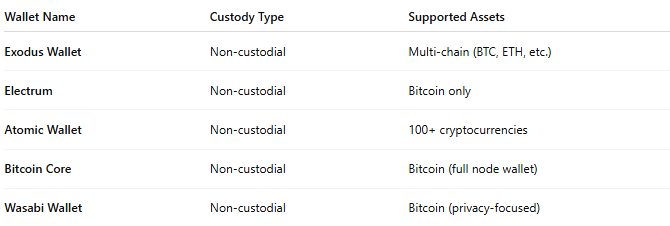 Wallet Name Custody Type Supported Assets
Exodus Wallet Non-custodial Multi-chain (BTC, ETH, etc.)
Electrum Non-custodial Bitcoin only
Atomic Wallet Non-custodial 100+ cryptocurrencies
Bitcoin Core Non-custodial Bitcoin (full node wallet)
Wasabi Wallet Non-custodial Bitcoin (privacy-focused)